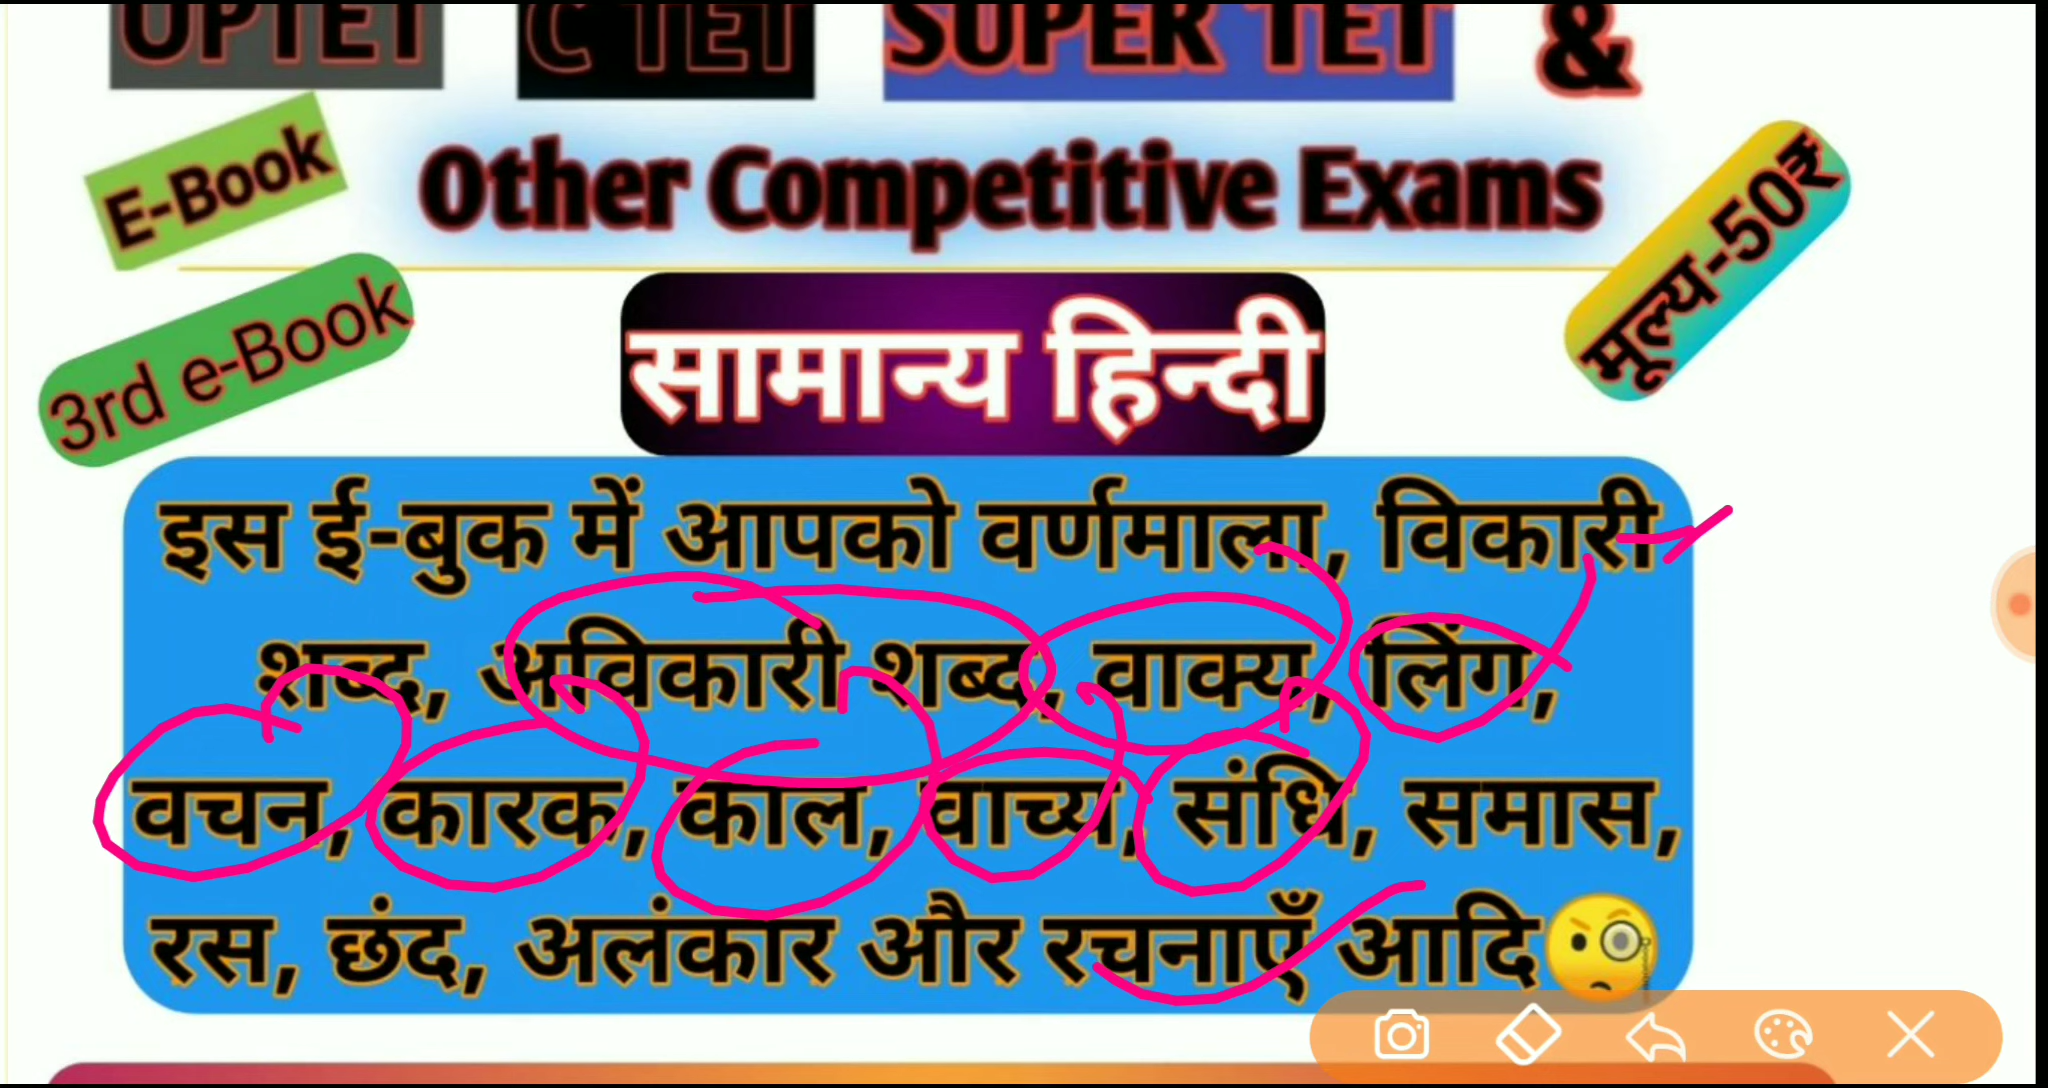 UPTET C TET SUPER TET &
E-Book
Other Competitive Exams
मूल्य-50₹
3rd e-Book
सामान्य हिन्दी
इस ई-बुक में आपको वर्णमाला, विकारी
शब्द, अविकारी शब्द, वाक्य, लिंग,
वचन, कारक, काल, वाच्य, संधि, समास,
रस, छंद, अलंकार और रचनाएँ आदि